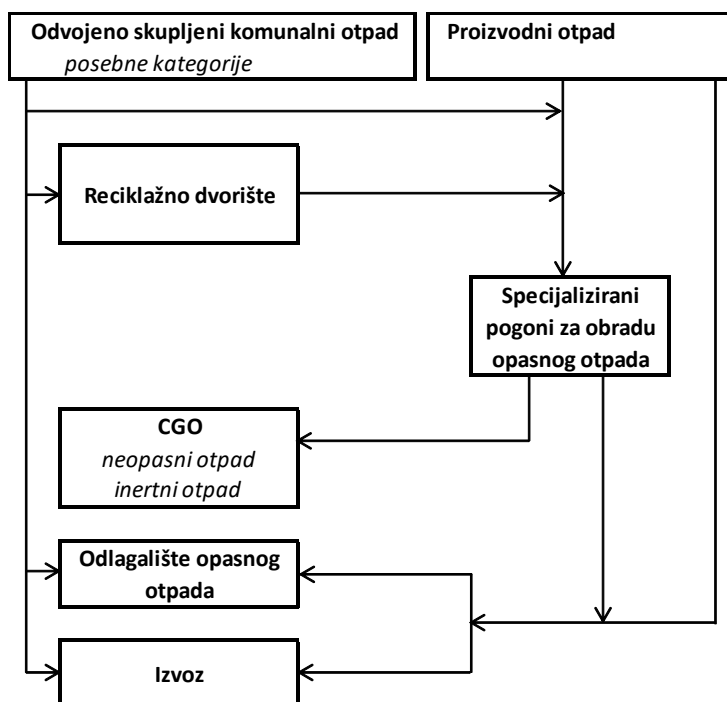 Odvojeno skupljeni komunalni otpad
posebne kategorije
Proizvodni otpad
Reciklažno dvorište
Specijalizirani
pogoni za obradu
opasnog otpada
CGO
neopasni otpad
inertni otpad
Odlagalište opasnog
otpada
Izvoz